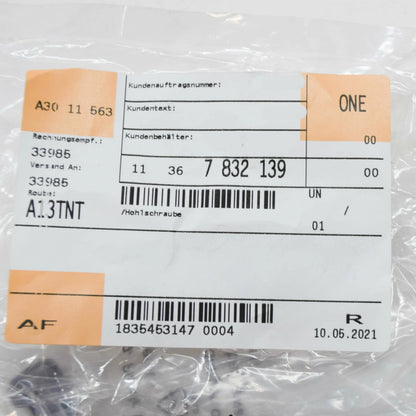 Kundenauftragsnummer:
A30 11 563
Kundentext:
ONE
Rechnungsempf.:
Kundenbehälter:
00
33985
Versand An:
11 36 7 832 139
00
33985
Route:
UN
A13TNT
/Hohlschraube
/
01
AF
1835453147 0004
R
10.05.2021